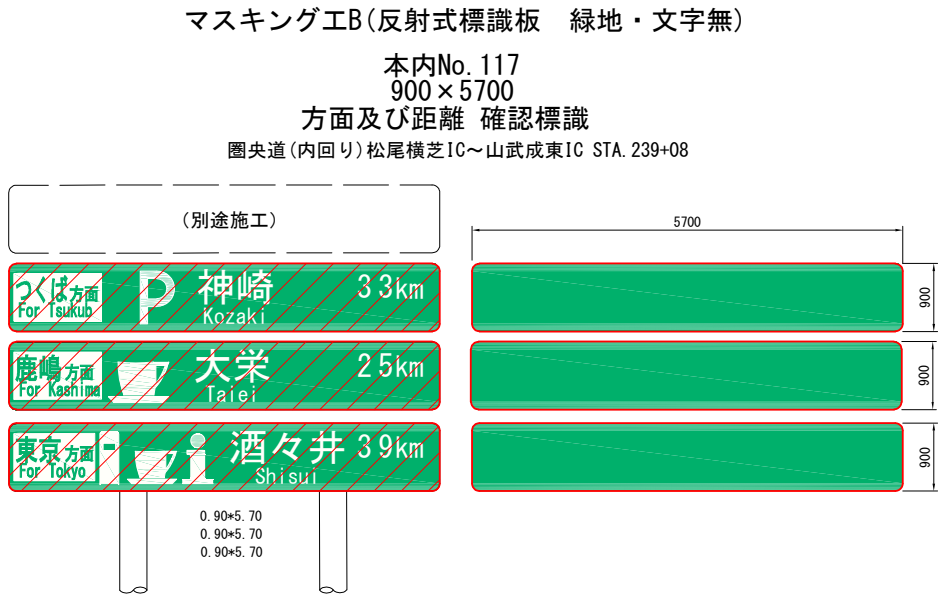 マスキング工B(反射式標識板　緑地・文字無)
本内No.117
900×5700
方面及び距離 確認標識
圏央道(内回り)松尾横芝IC～山武成東IC STA.239+08
(別途施工)
5700
つくば方面
For Tsukub
P
神崎
Kozaki
33km
900
鹿嶋方面
For Kashima
大栄
Taiei
25km
900
東京方面
For Tokyo
i
酒々井
Shisui
39km
900
0.90*5.70
0.90*5.70
0.90*5.70